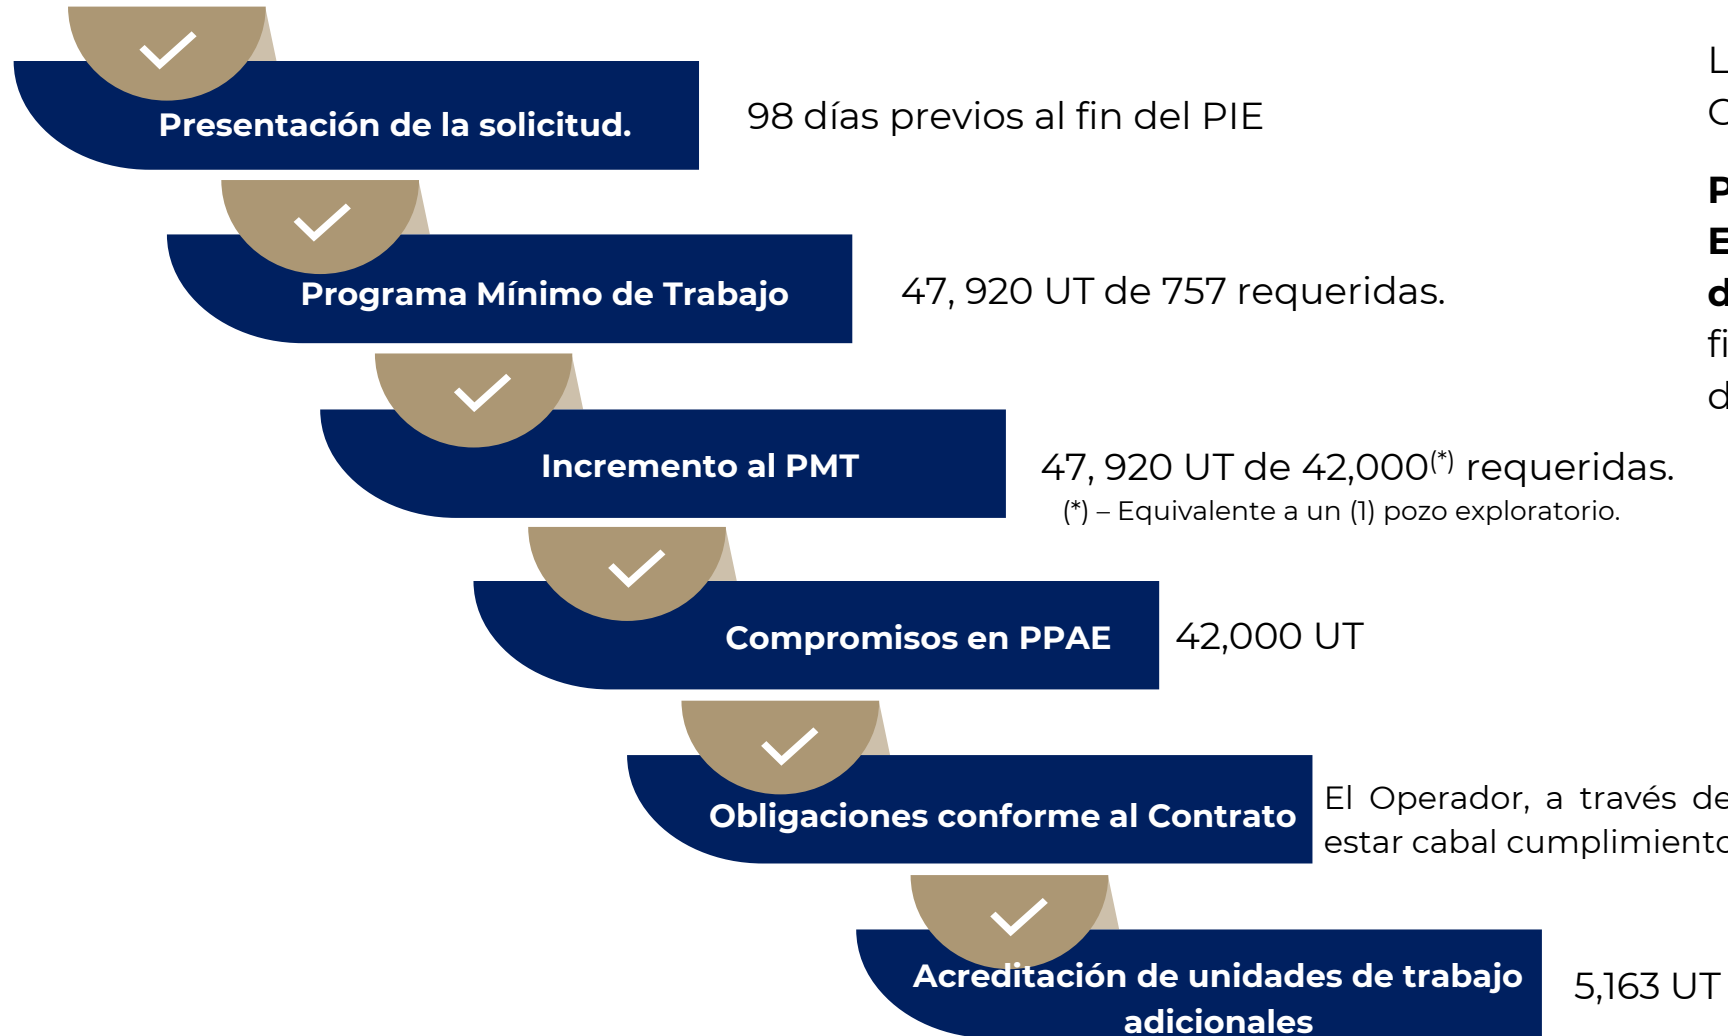 Presentación de la solicitud.
98 días previos al fin del PIE
Programa Mínimo de Trabajo
47, 920 UT de 757 requeridas.
Incremento al PMT
47, 920 UT de 42,000(*) requeridas.
(*) – Equivalente a un (1) pozo exploratorio.
Compromisos en PPAE
42,000 UT
Obligaciones conforme al Contrato
El Operador, a través de
estar cabal cumplimiento
Acreditación de unidades de trabajo
adicionales
5,163 UT